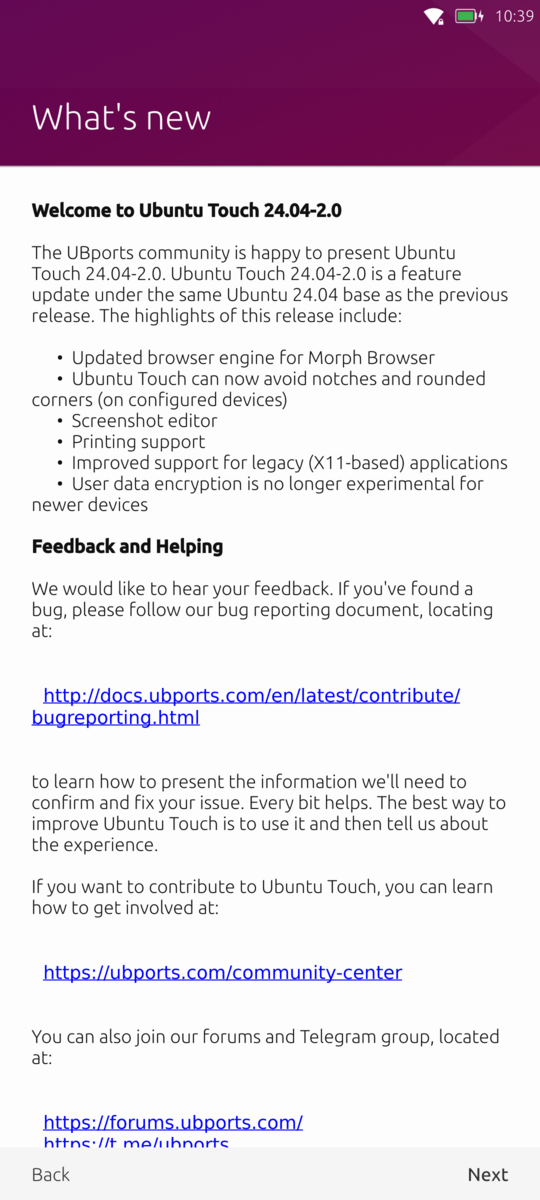 10:39
What's new
Welcome to Ubuntu Touch 24.04-2.0
The UBports community is happy to present Ubuntu
Touch 24.04-2.0. Ubuntu Touch 24.04-2.0 is a feature
update under the same Ubuntu 24.04 base as the previous
release. The highlights of this release include:
• Updated browser engine for Morph Browser
• Ubuntu Touch can now avoid notches and rounded
corners (on configured devices)
• Screenshot editor
• Printing support
• Improved support for legacy (X11-based) applications
• User data encryption is no longer experimental for
newer devices
Feedback and Helping
We would like to hear your feedback. If you've found a
bug, please follow our bug reporting document, locating
at:
http://docs.ubports.com/en/latest/contribute/
bugreporting.html
to learn how to present the information we'll need to
confirm and fix your issue. Every bit helps. The best way to
improve Ubuntu Touch is to use it and then tell us about
the experience.
If you want to contribute to Ubuntu Touch, you can learn
how to get involved at:
https://ubports.com/community-center
You can also join our forums and Telegram group, located
at:
https://forums.ubports.com/
https://t.me/ubports
Back
Next